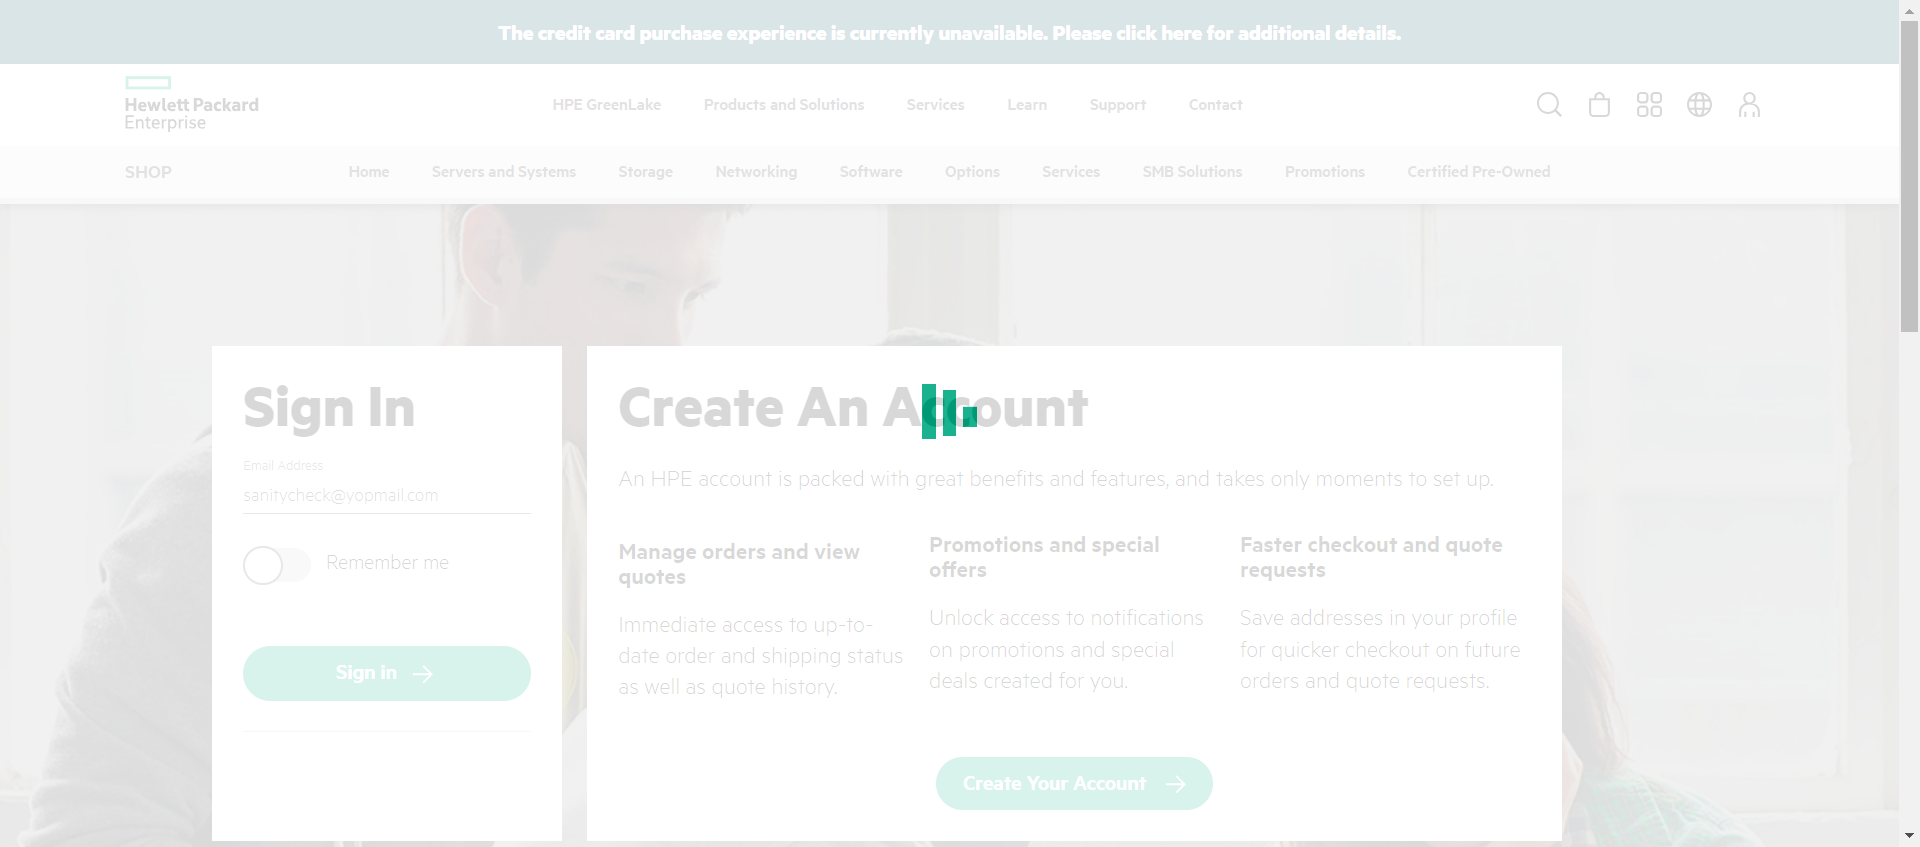 The credit card purchase experience is currently unavailable. Please click here for additional details.
Hewlett Packard
Enterprise
HPE GreenLake Products and Solutions Services Learn Support Contact
SHOP Home Servers and Systems Storage Networking Software Options Services SMB Solutions Promotions Certified Pre-Owned
Sign In
Email Address
sanitycheck@yopmail.com
Remember me
Sign in
Create An Account
An HPE account is packed with great benefits and features, and takes only moments to set up.
Manage orders and view
quotes
Immediate access to up-to-
date order and shipping status
as well as quote history.
Promotions and special
offers
Unlock access to notifications
on promotions and special
deals created for you.
Faster checkout and quote
requests
Save addresses in your profile
for quicker checkout on future
orders and quote requests.
Create Your Account